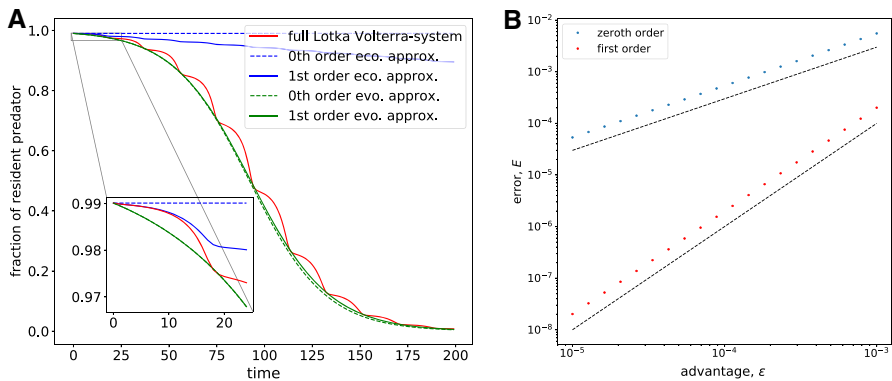 A
fraction of resident predator
1.0
0.8
0.6
0.4
0.2
0.0
full Lotka Volterra-system
0th order eco. approx.
1st order eco. approx.
0th order evo. approx.
1st order evo. approx.
0.99
0.98
0.97
0 10 20
0 25 50 75 100 125 150 175 200
time
B
error, E
10⁻²
10⁻³
10⁻⁴
10⁻⁵
10⁻⁶
10⁻⁷
10⁻⁸
zeroth order
first order
10⁻⁵ 10⁻⁴ 10⁻³
advantage, ε